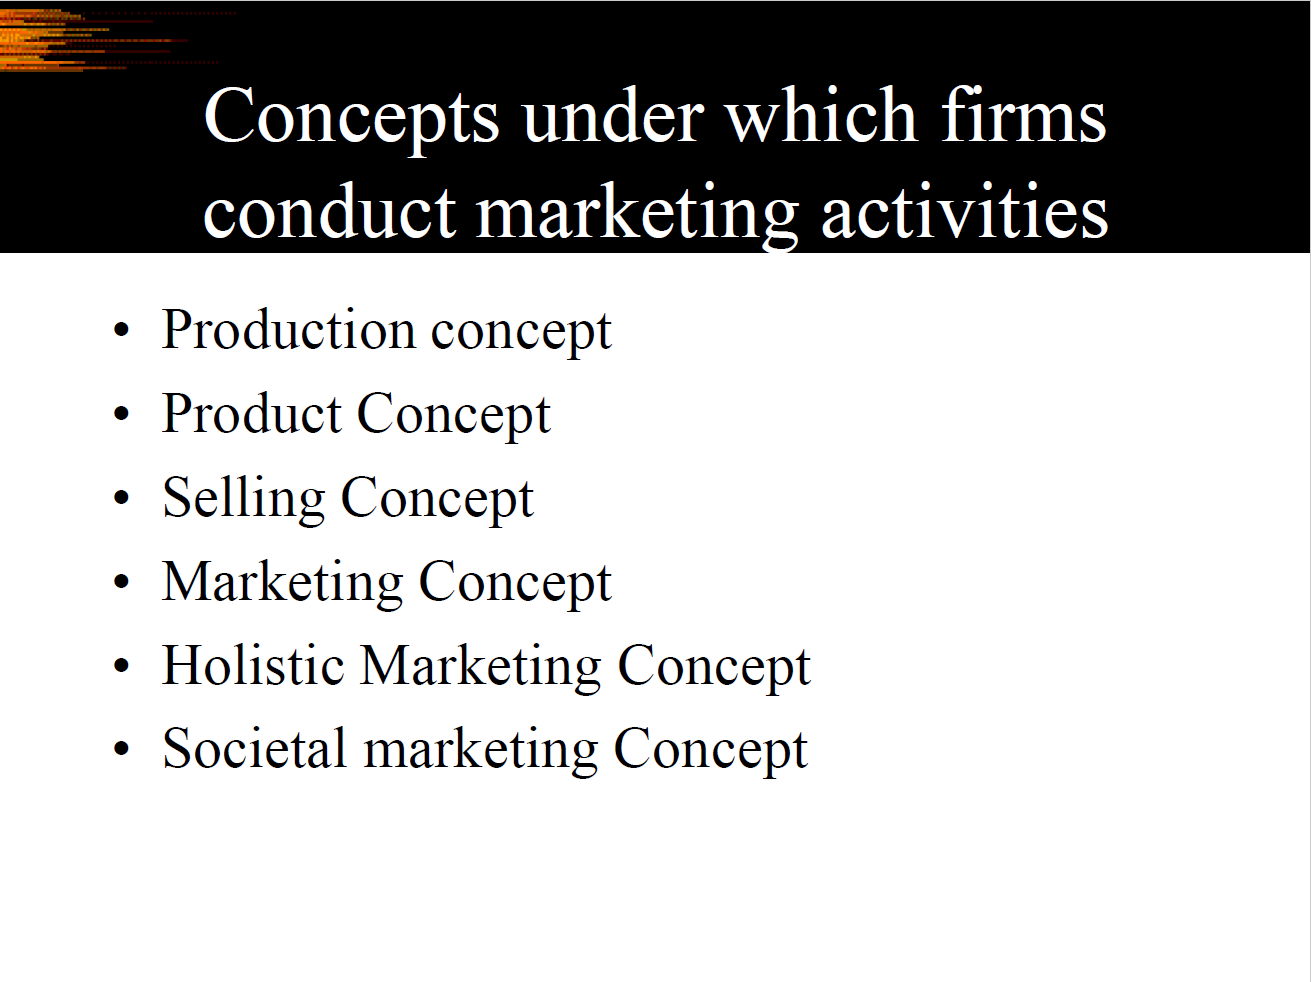 Concepts under which firms
conduct marketing activities
• Production concept
• Product Concept
• Selling Concept
• Marketing Concept
• Holistic Marketing Concept
• Societal marketing Concept